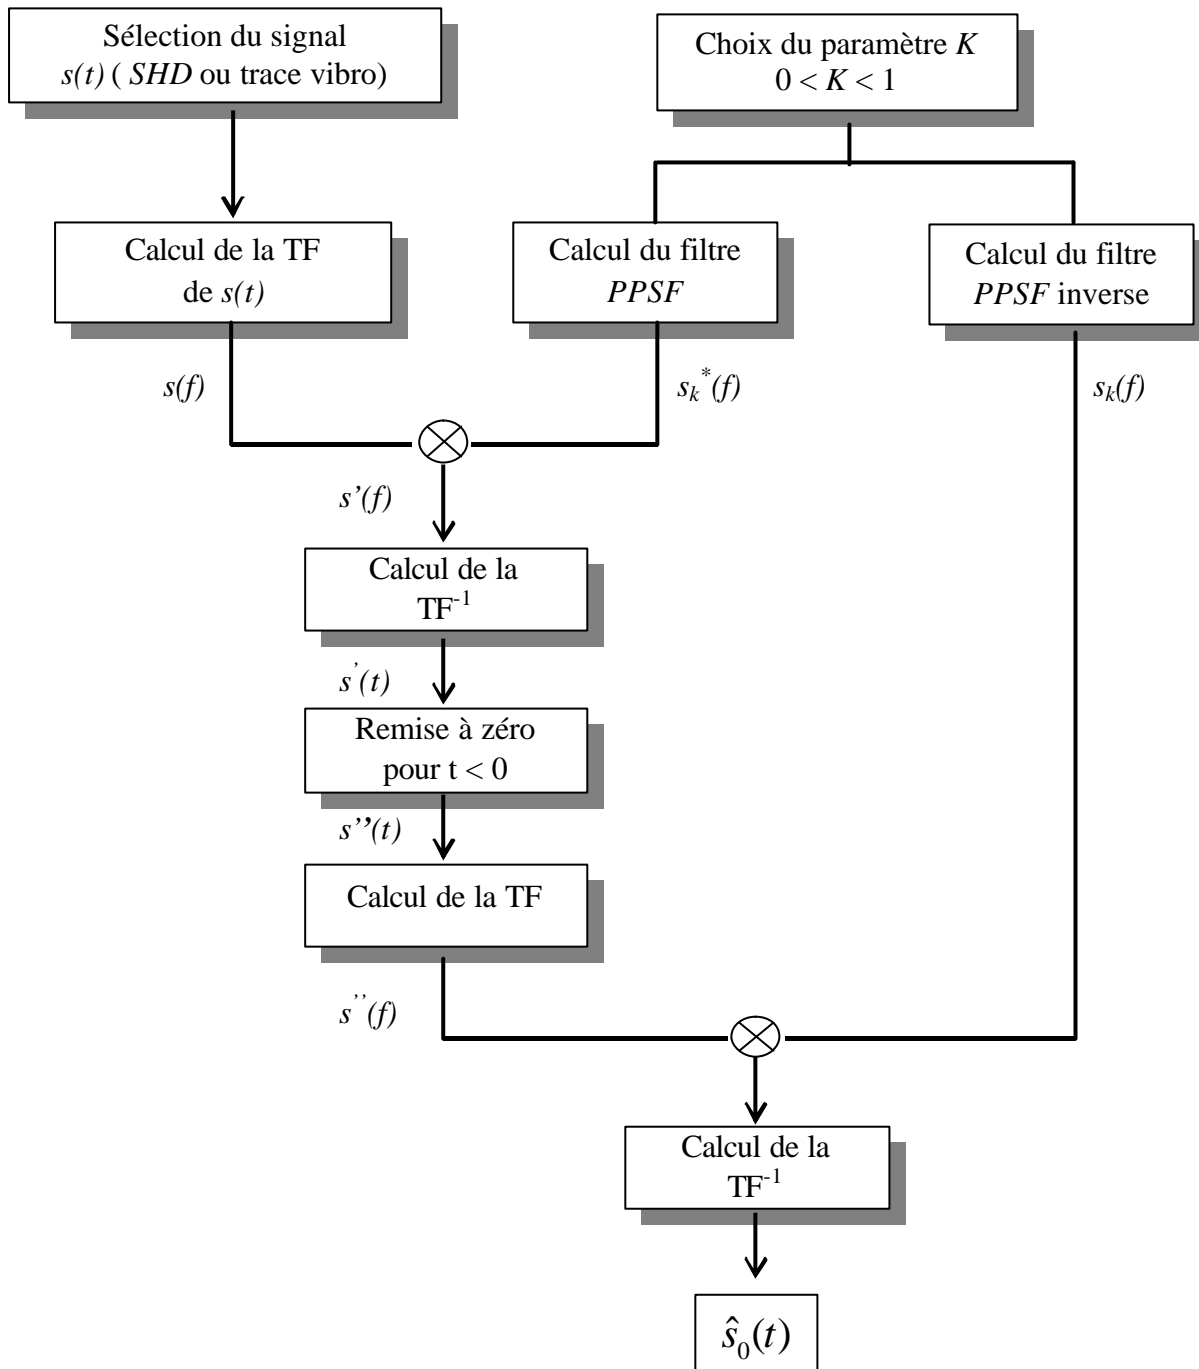 Sélection du signal
s(t) ( SHD ou trace vibro)
Choix du paramètre K
0 < K < 1
Calcul de la TF
de s(t)
Calcul du filtre
PPSF
Calcul du filtre
PPSF inverse
s(f)
sₖ*(f)
sₖ(f)
s’(f)
Calcul de la
TF⁻¹
s’(t)
Remise à zéro
pour t < 0
s’’(t)
Calcul de la TF
s’’(f)
Calcul de la
TF⁻¹
ŝ₀(t)